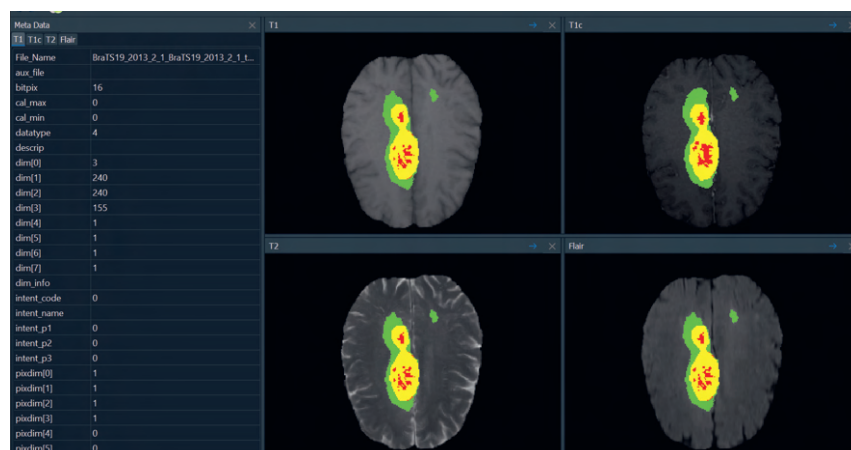 Meta Data
T1 T1c T2 Flair
File_Name BraTS19_2013_2_1_BraTS19_2013_2_1_t...
aux_file
bitpix 16
cal_max 0
cal_min 0
datatype 4
descrip
dim[0] 3
dim[1] 240
dim[2] 240
dim[3] 155
dim[4] 1
dim[5] 1
dim[6] 1
dim[7] 1
dim_info
intent_code 0
intent_name
intent_p1 0
intent_p2 0
intent_p3 0
pixdim[0] 1
pixdim[1] 1
pixdim[2] 1
pixdim[3] 1
pixdim[4] 0
pixdim[5] 0
T1
T1c
T2
Flair